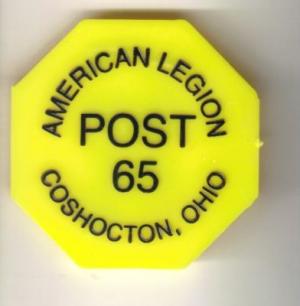 AMERICAN LEGION
POST
65
COSHOCTON, OHIO